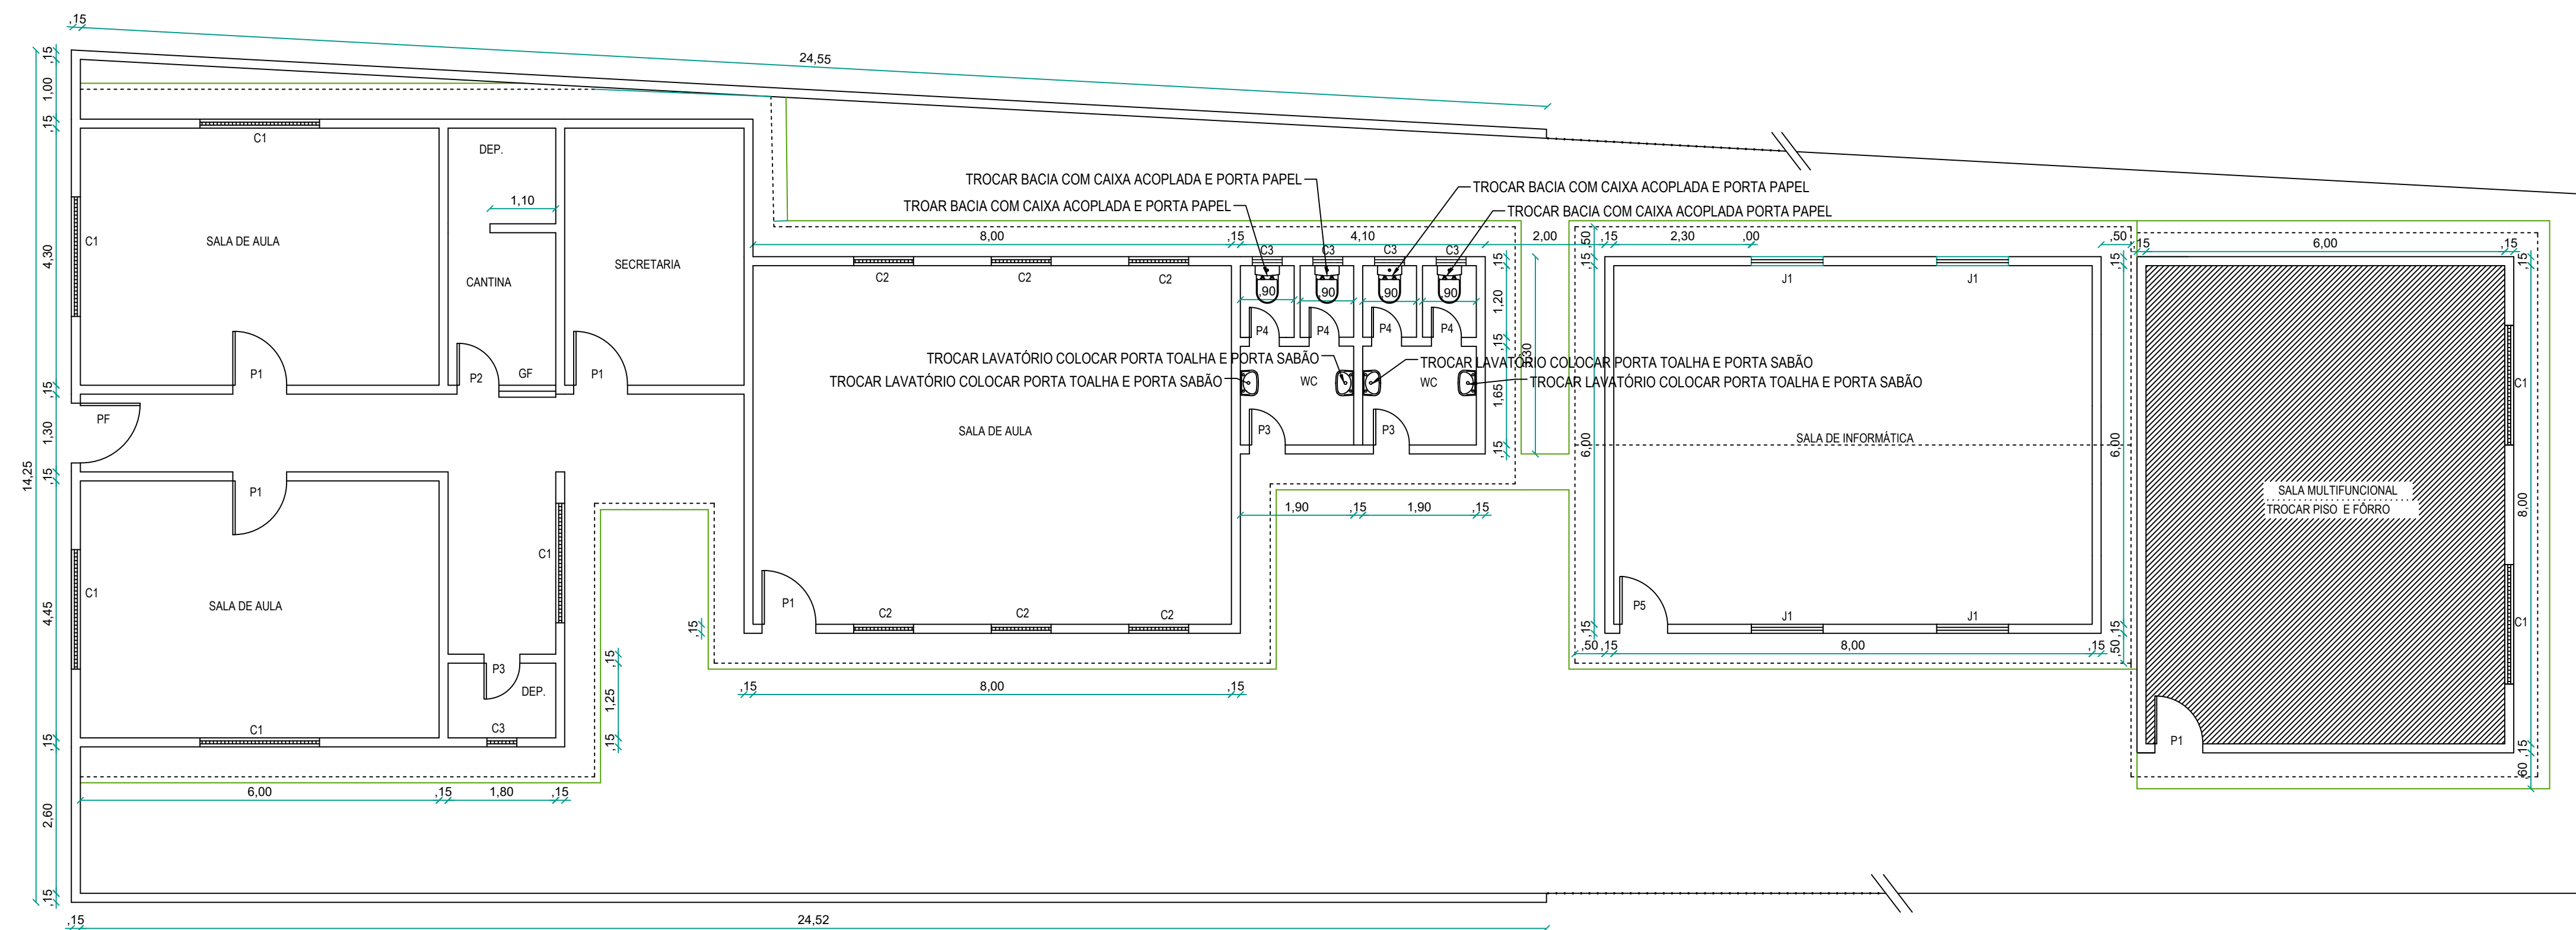 ,15
24,55
,15
1,00
,15
4,30
,15
1,30
,15
4,45
,15
2,60
,15
14,25
C1
C1
SALA DE AULA
P1
DEP.
1,10
CANTINA
P2
GF
SECRETARIA
P1
PF
P1
C1
SALA DE AULA
C1
C1
P3
DEP.
C3
,15
1,25
,15
6,00
,15
1,80
,15
,15
24,52
TROCAR BACIA COM CAIXA ACOPLADA E PORTA PAPEL
TROAR BACIA COM CAIXA ACOPLADA E PORTA PAPEL
TROCAR BACIA COM CAIXA ACOPLADA E PORTA PAPEL
TROCAR BACIA COM CAIXA ACOPLADA PORTA PAPEL
8,00
,15
4,10
2,00
C2
C2
C2
C3
C3
C3
C3
,90
,90
,90
,90
P4
P4
P4
P4
,15
1,20
,15
1,65
,15
TROCAR LAVATÓRIO COLOCAR PORTA TOALHA E PORTA SABÃO
TROCAR LAVATÓRIO COLOCAR PORTA TOALHA E PORTA SABÃO
TROCAR LAVATÓRIO COLOCAR PORTA TOALHA E PORTA SABÃO
TROCAR LAVATÓRIO COLOCAR PORTA TOALHA E PORTA SABÃO
WC
WC
P3
P3
SALA DE AULA
1,90
,15
1,90
,15
P1
C2
C2
C2
,15
,15
8,00
,15
,50
,15
,15
2,30
,00
,50
J1
J1
6,00
SALA DE INFORMÁTICA
P5
J1
J1
,15
,50
,15
8,00
,15
,15
6,00
,15
,50
,15
6,00
,15
,15
C1
SALA MULTIFUNCIONAL
TROCAR PISO E FÔRRO
8,00
C1
P1
,15
,60